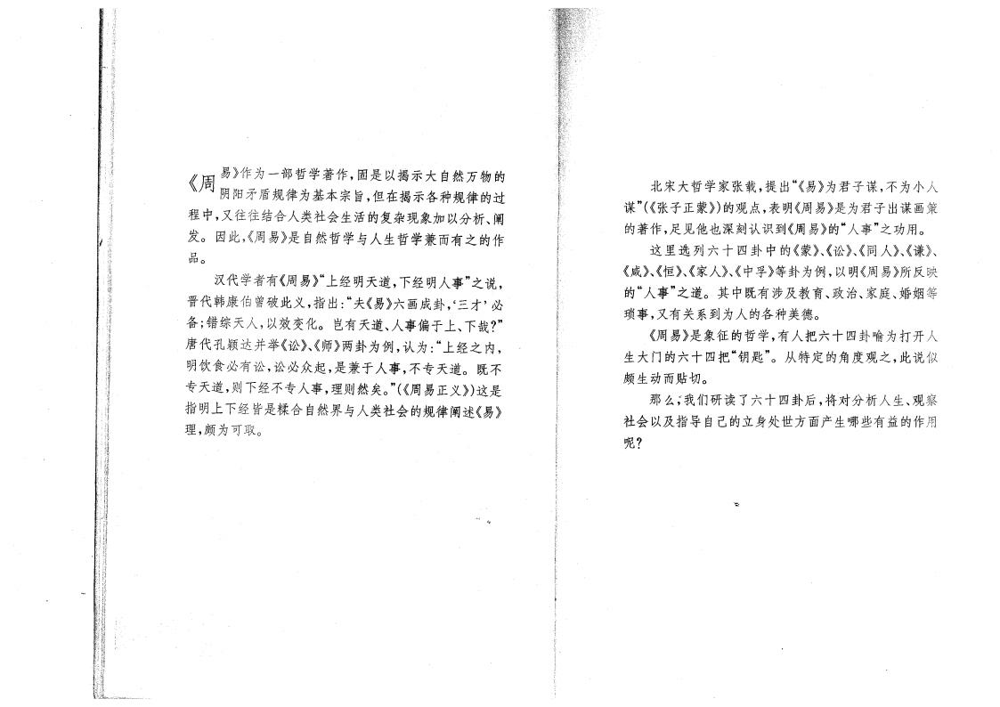 《周易》作为一部哲学著作，固是以揭示大自然万物的
阴阳矛盾规律为基本宗旨，但在揭示各种规律的过
程中，又往往结合人类社会生活的复杂现象加以分析、阐
发。因此，《周易》是自然哲学与人生哲学兼而有之的作
品。
汉代学者有《周易》“上经明天道，下经明人事”之说，
晋代韩康伯曾破此义，指出：“夫《易》六画成卦，‘三才’必
备；错综天人，以效变化。岂有天道、人事偏于上、下哉？”
唐代孔颖达并举《讼》、《师》两卦为例，认为：“上经之内，
明饮食必有讼，讼必众起，是兼于人事，不专天道。既不
专天道，则下经不专人事，理则然矣。”（《周易正义》）这是
指明上下经皆是糅合自然界与人类社会的规律阐述《易》
理，颇为可取。
北宋大哲学家张载，提出“《易》为君子谋，不为小人
谋”（《张子正蒙》）的观点，表明《周易》是为君子出谋画策
的著作，足见他也深刻认识到《周易》的“人事”之功用。
这里选列六十四卦中的《蒙》、《讼》、《同人》、《谦》、
《咸》、《恒》、《家人》、《中孚》等卦为例，以明《周易》所反映
的“人事”之道。其中既有涉及教育、政治、家庭、婚姻等
琐事，又有关系到为人的各种美德。
《周易》是象征的哲学，有人把六十四卦喻为打开人
生大门的六十四把“钥匙”。从特定的角度观之，此说似
颇生动而贴切。
那么，我们研读了六十四卦后，将对分析人生、观察
社会以及指导自己的立身处世方面产生哪些有益的作用
呢？